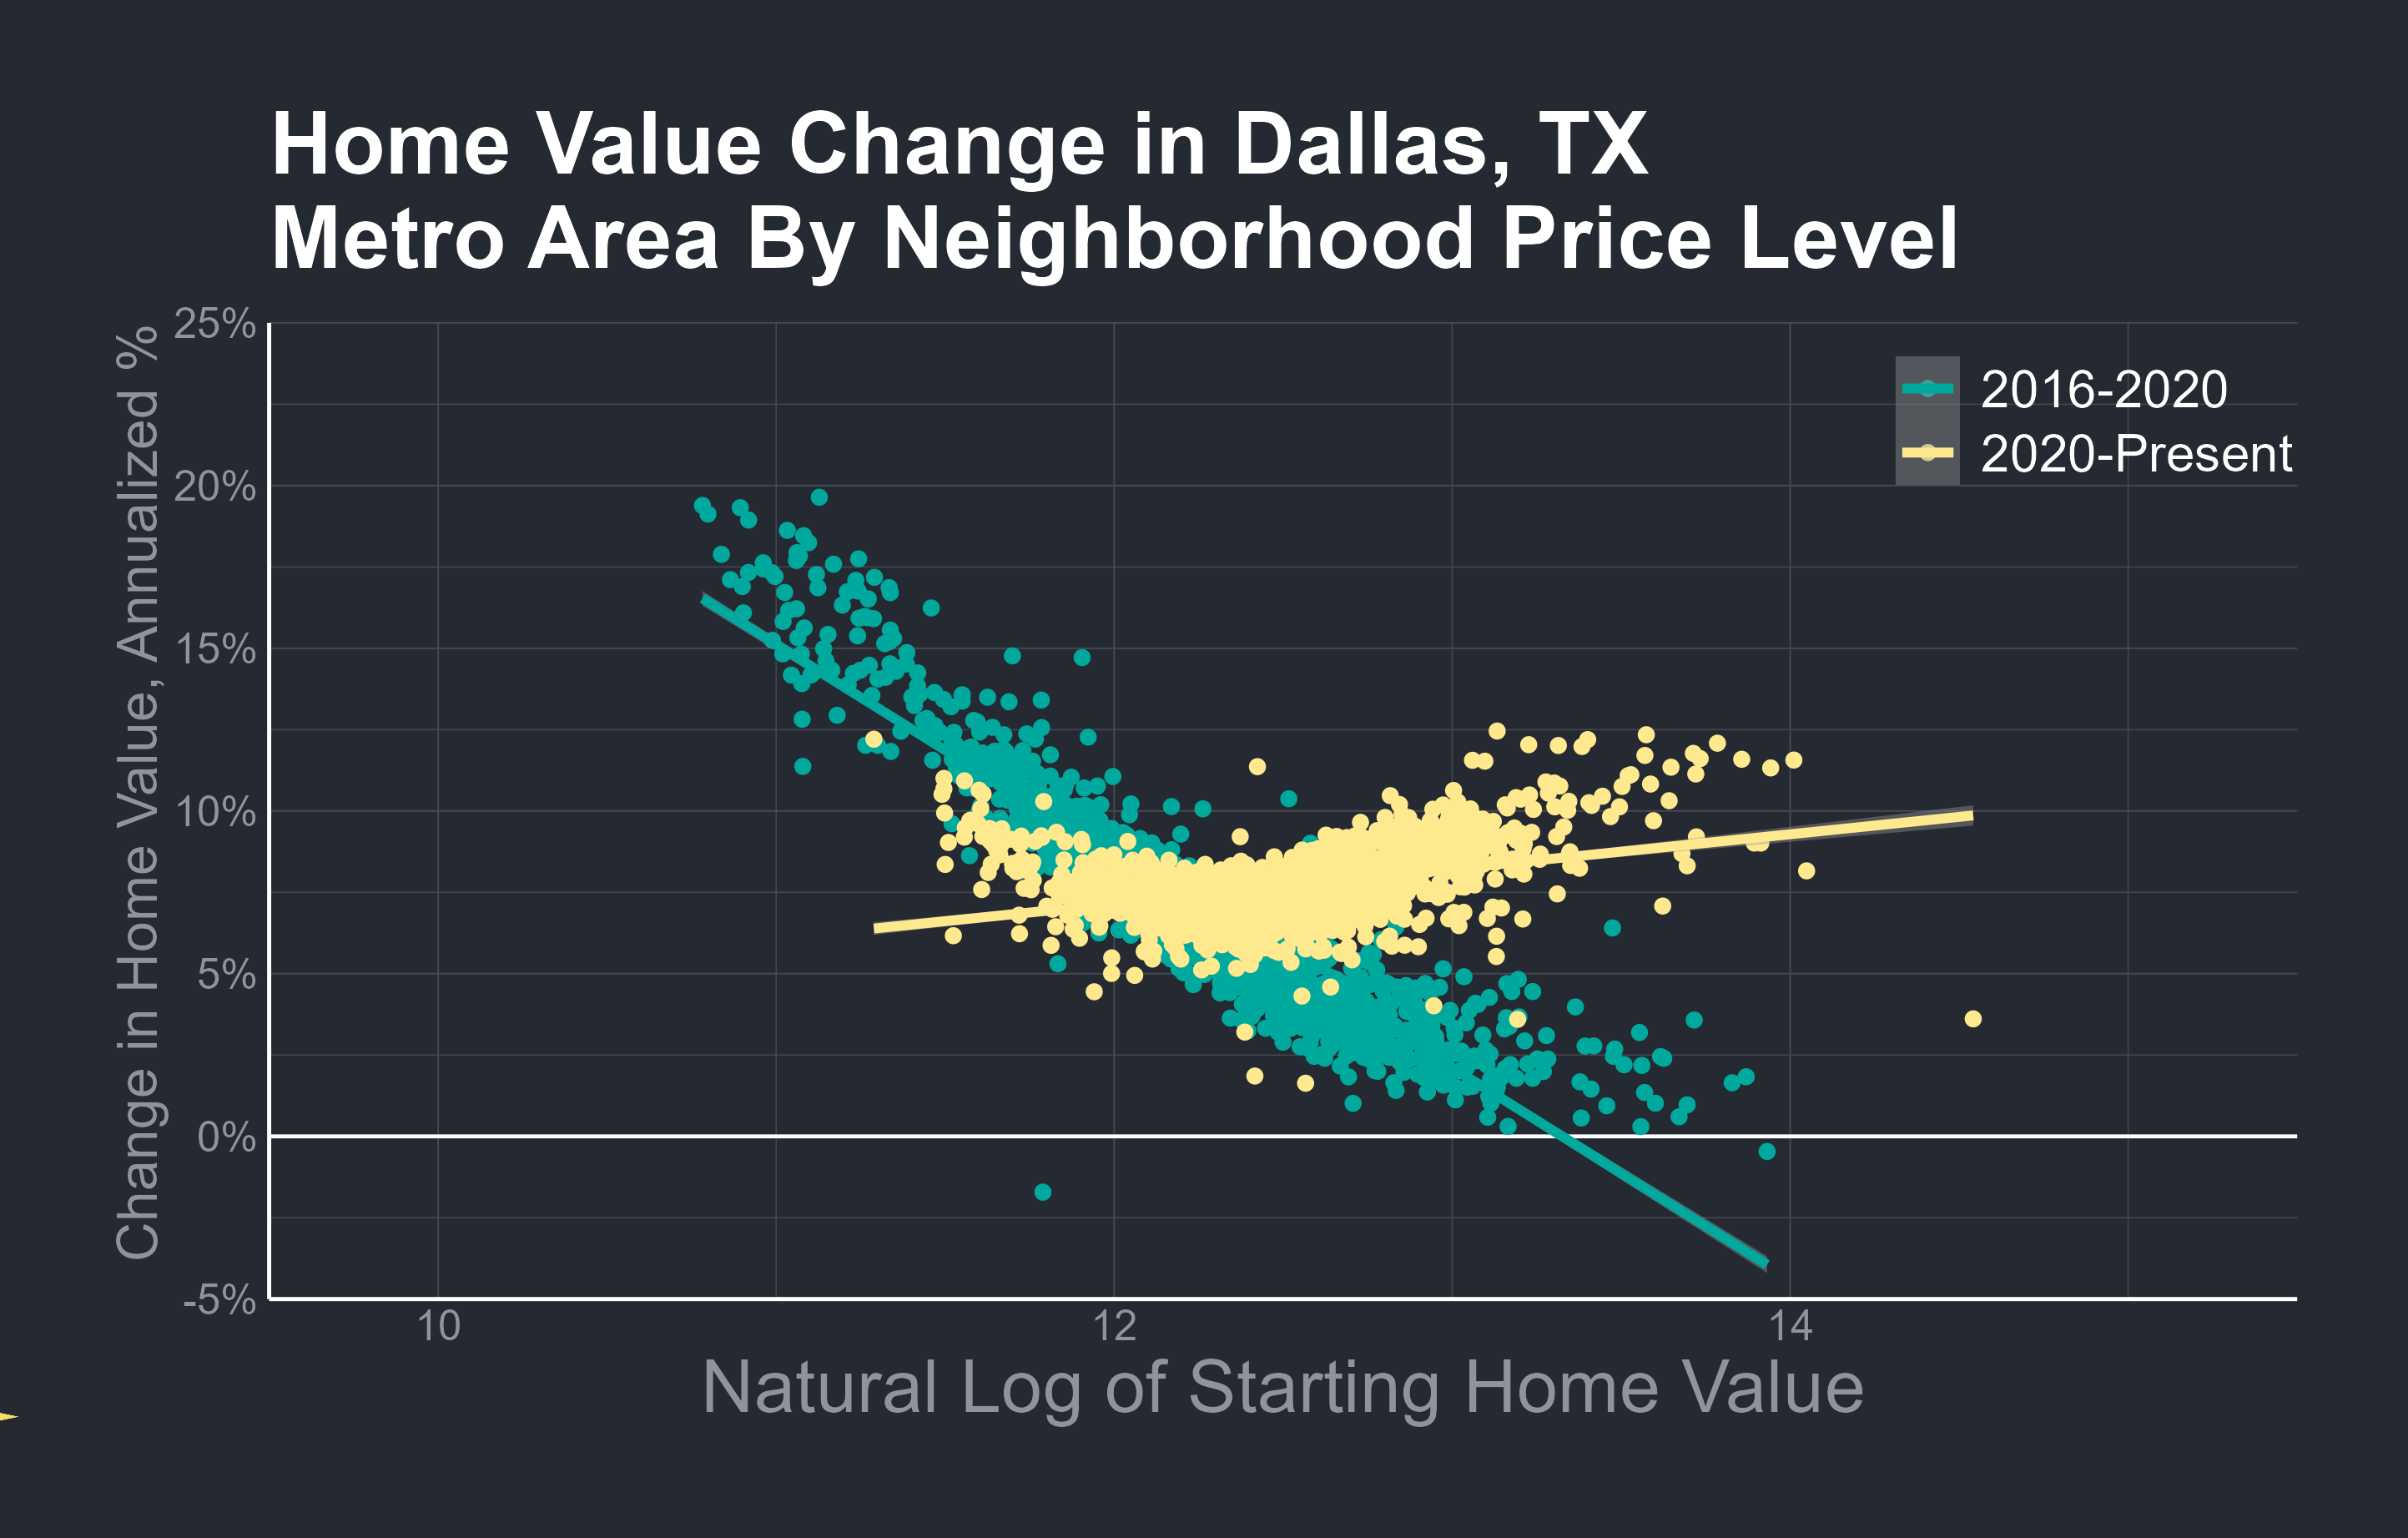 Home Value Change in Dallas, TX
Metro Area By Neighborhood Price Level
Change in Home Value, Annualized %
25%
20%
15%
10%
5%
0%
-5%
2016-2020
2020-Present
10
12
14
Natural Log of Starting Home Value